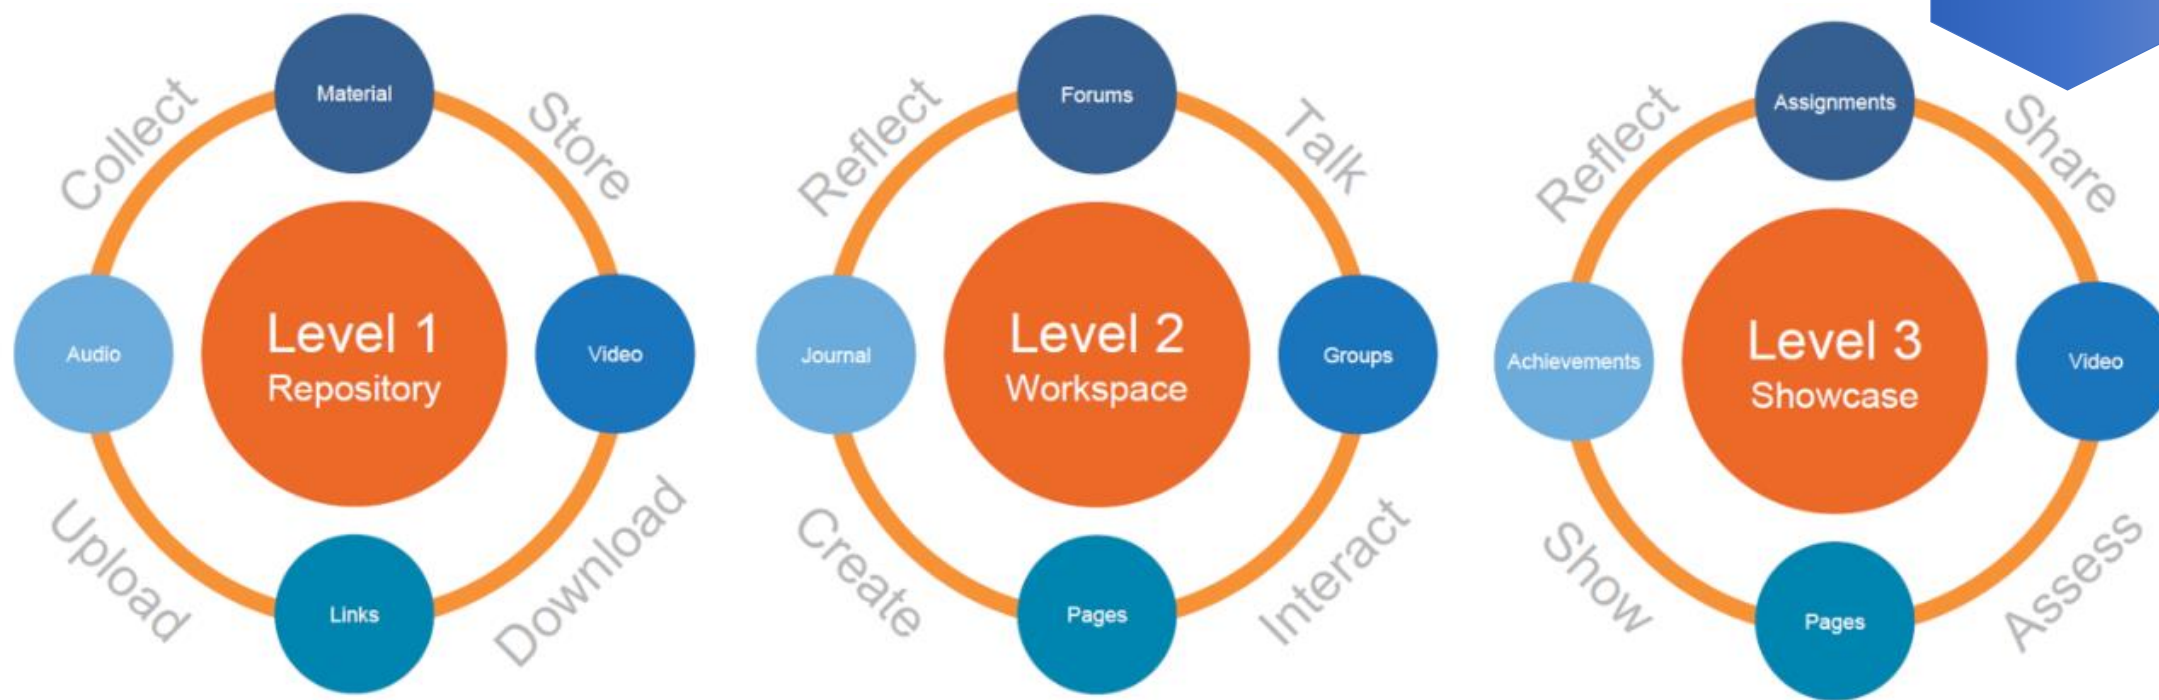 Collect
Material
Store
Audio
Level 1
Repository
Video
Upload
Links
Download
Reflect
Forums
Talk
Journal
Level 2
Workspace
Groups
Create
Pages
Interact
Reflect
Assignments
Share
Achievements
Level 3
Showcase
Video
Show
Pages
Assess